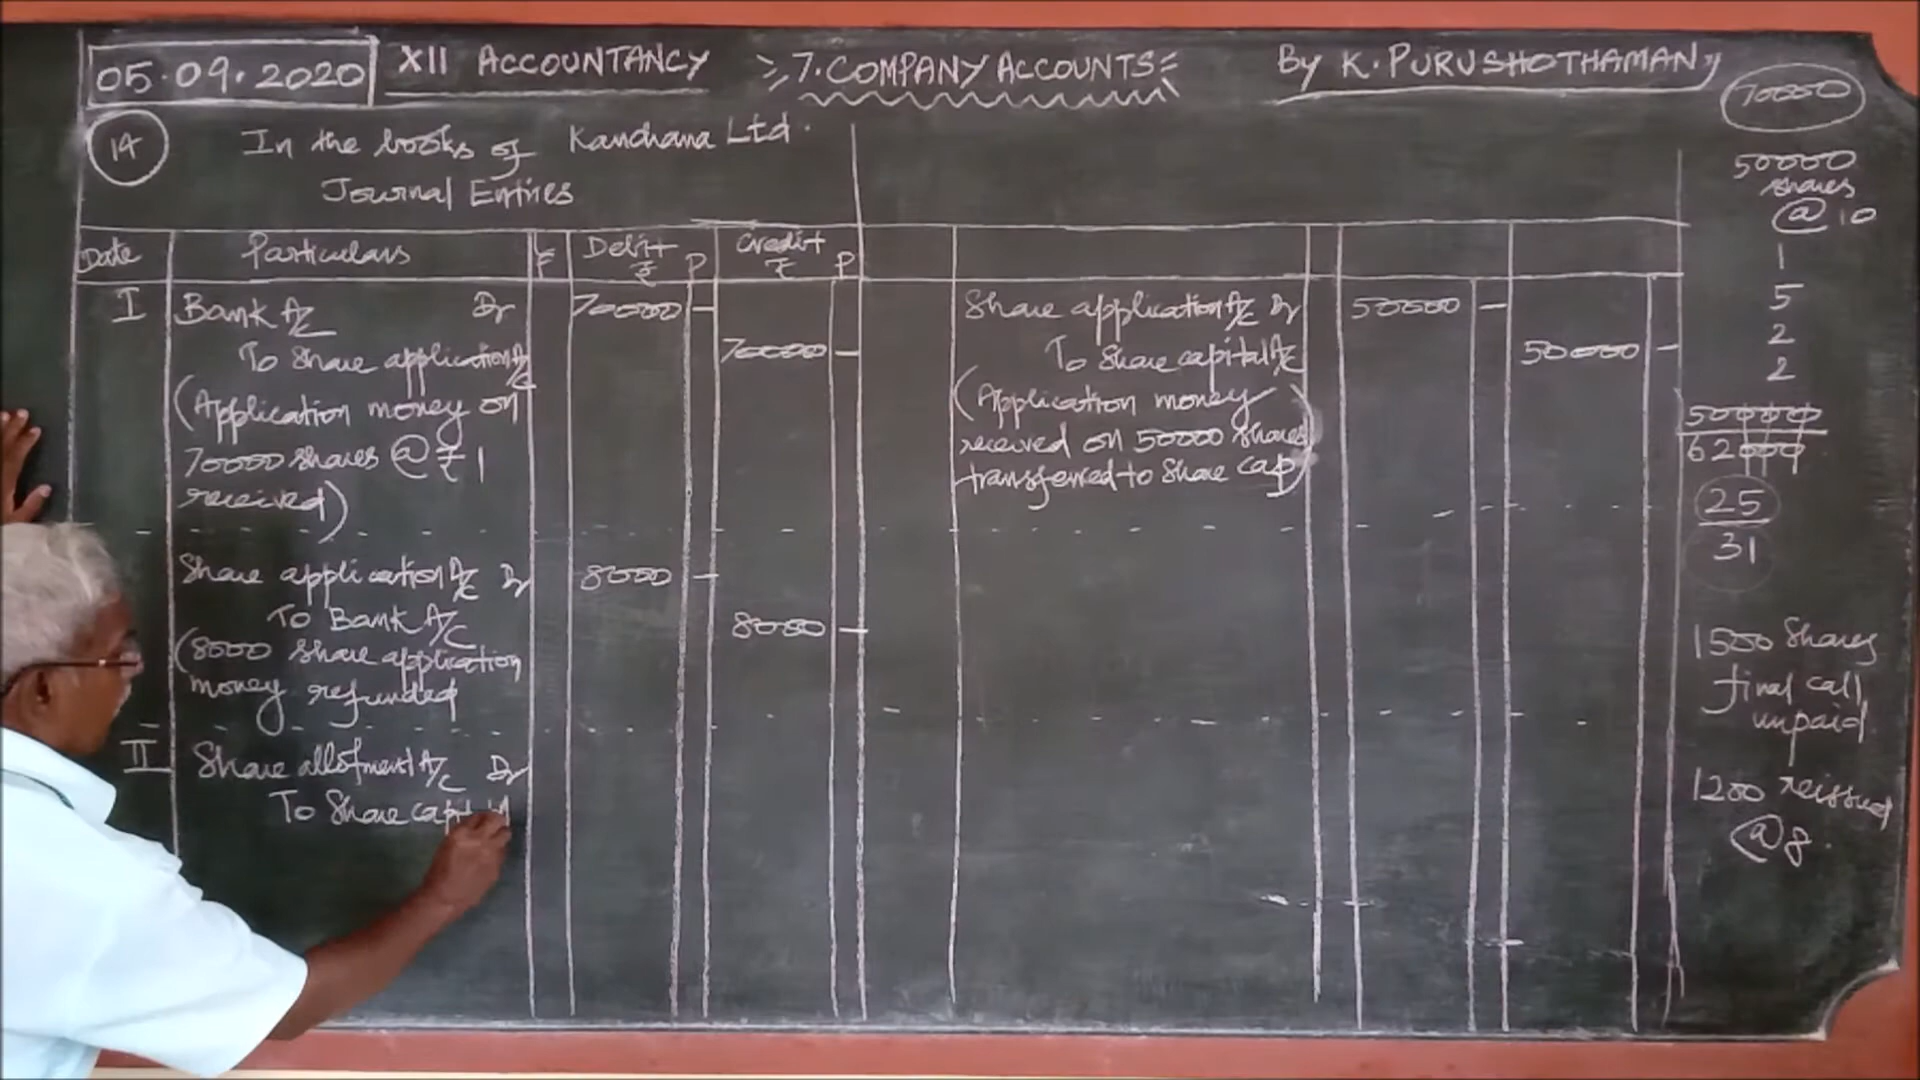 05.09.2020
XII ACCOUNTANCY
7. COMPANY ACCOUNTS
By K. PURUSHOTHAMAN
14
In the books of Kanchana Ltd.
Journal Entries
Date Particulars LF Debit ₹ P Credit ₹ P
I Bank A/c Dr 70000 —
To Share application A/c 70000 —
(Application money on
70000 shares @ ₹ 1
received)
Share application A/c Dr 8000 —
To Bank A/c 8000 —
(8000 share application
money refunded
II Share allotment A/c Dr
To Share capital
Share application A/c Dr 50000 —
To Share capital A/c 50000 —
(Application money
received on 50000 shares
transferred to Share cap)
70000
50000
shares
@ 10
1
5
2
2
50000
62000
25
31
1500 Shares
final call
unpaid
1200 reissued
@ 8.